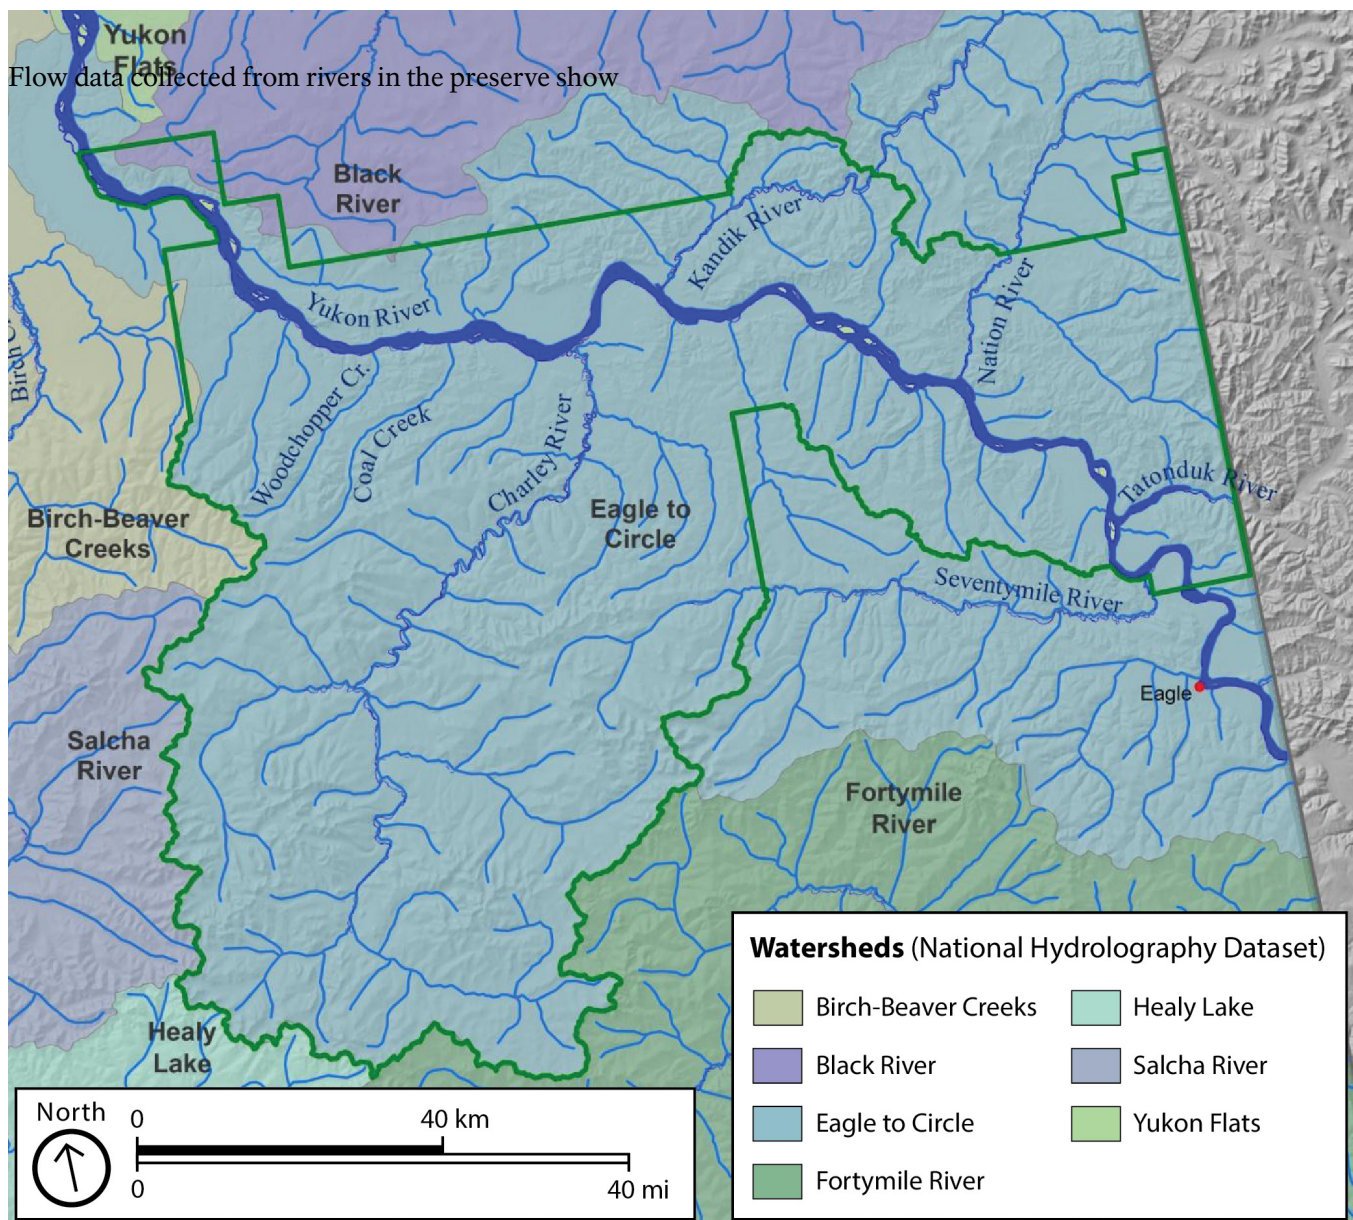 Yukon
Flats
Flow data collected from rivers in the preserve show
Black
River
Kandik River
Nation River
Yukon River
Birch C
Woodchopper Cr.
Coal Creek
Charley River
Eagle to
Circle
Tatonduk River
Birch-Beaver
Creeks
Seventymile River
Eagle
Salcha
River
Fortymile
River
Healy
Lake
Watersheds (National Hydrolography Dataset)
Birch-Beaver Creeks
Black River
Eagle to Circle
Fortymile River
Healy Lake
Salcha River
Yukon Flats
North
0
40 km
0
40 mi